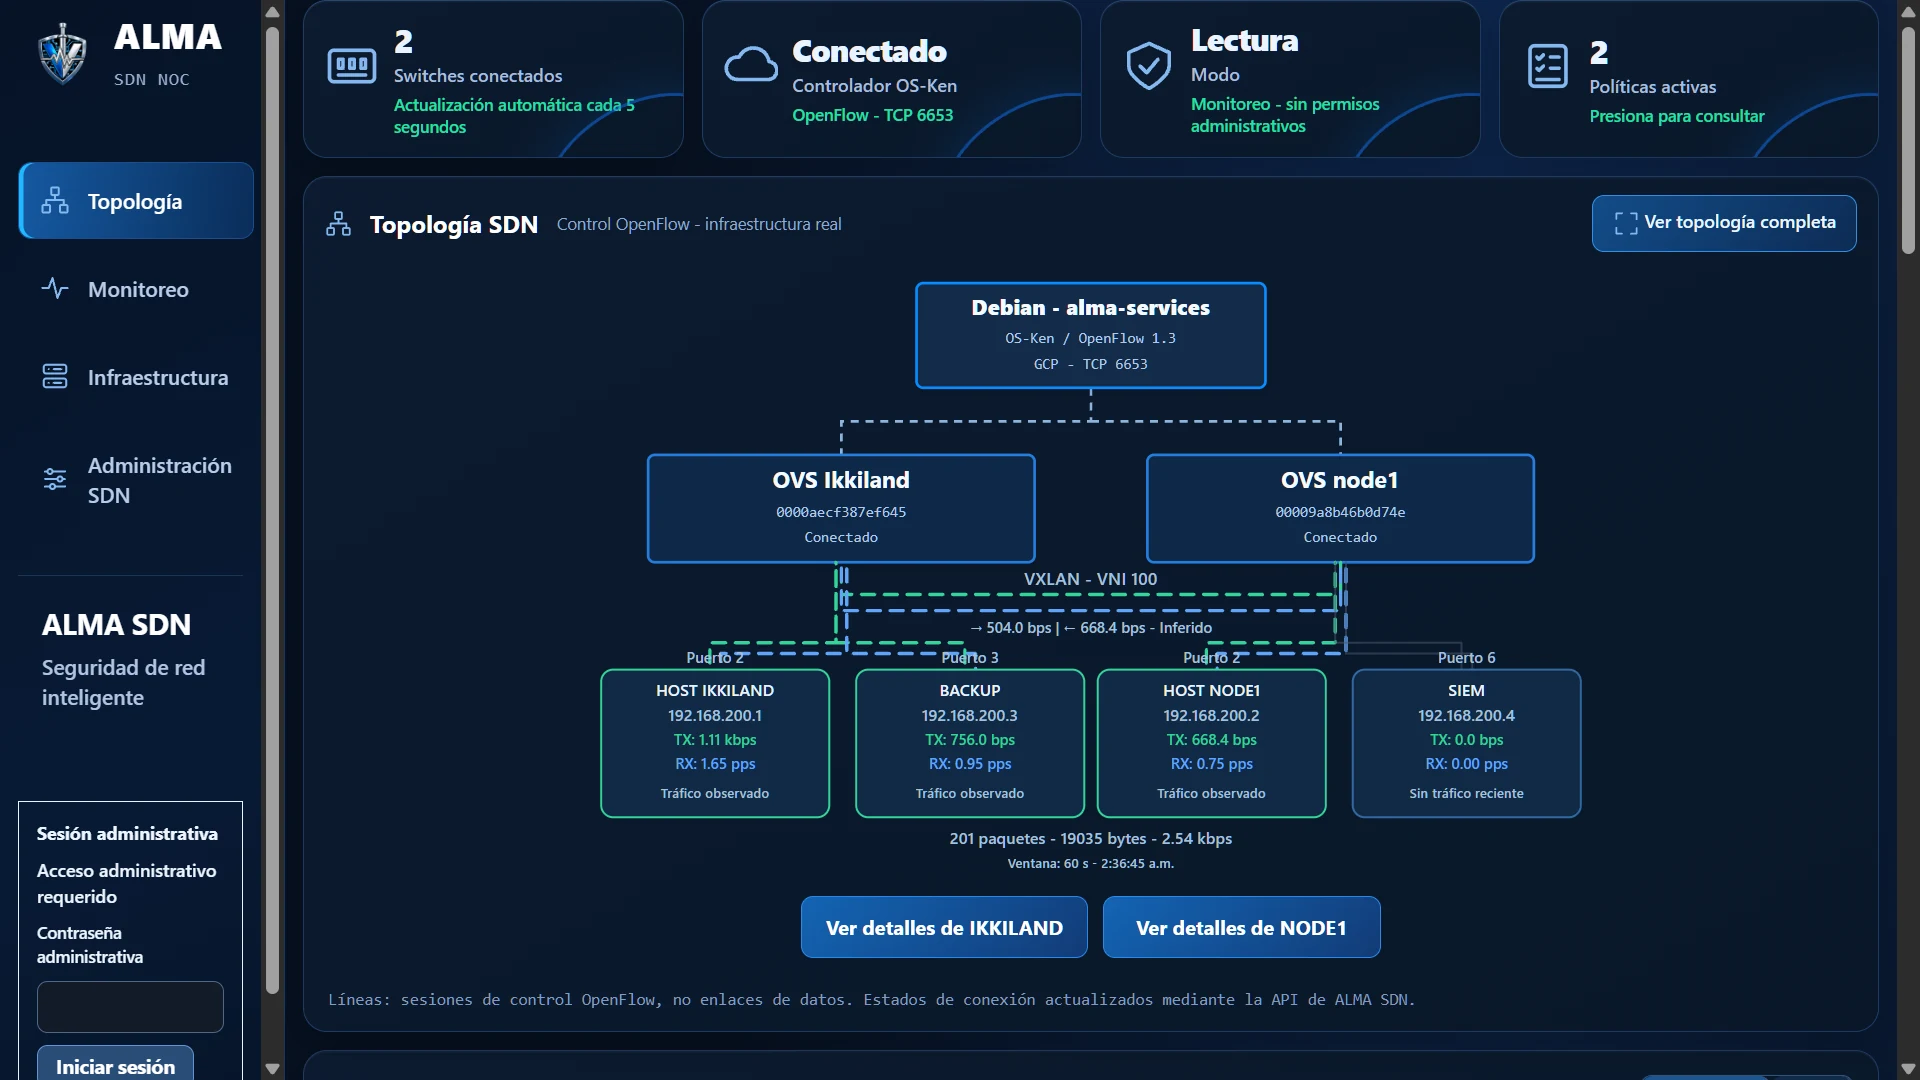 ALMA
SDN NOC
Topología
Monitoreo
Infraestructura
Administración
SDN
ALMA SDN
Seguridad de red
inteligente
Sesión administrativa
Acceso administrativo
requerido
Contraseña
administrativa
Iniciar sesión
2
Switches conectados
Actualización automática cada 5
segundos
Conectado
Controlador OS-Ken
OpenFlow - TCP 6653
Lectura
Modo
Monitoreo - sin permisos
administrativos
2
Políticas activas
Presiona para consultar
Topología SDN
Control OpenFlow - infraestructura real
Ver topología completa
Debian - alma-services
OS-Ken / OpenFlow 1.3
GCP - TCP 6653
OVS Ikkiland
0000aecf387ef645
Conectado
OVS node1
00009a8b46b0d74e
Conectado
VXLAN - VNI 100
→ 504.0 bps | ← 668.4 bps - Inferido
Puerto 2
HOST IKKILAND
192.168.200.1
TX: 1.11 kbps
RX: 1.65 pps
Tráfico observado
Puerto 3
BACKUP
192.168.200.3
TX: 756.0 bps
RX: 0.95 pps
Tráfico observado
Puerto 2
HOST NODE1
192.168.200.2
TX: 668.4 bps
RX: 0.75 pps
Tráfico observado
Puerto 6
SIEM
192.168.200.4
TX: 0.0 bps
RX: 0.00 pps
Sin tráfico reciente
201 paquetes - 19035 bytes - 2.54 kbps
Ventana: 60 s - 2:36:45 a.m.
Ver detalles de IKKILAND
Ver detalles de NODE1
Líneas: sesiones de control OpenFlow, no enlaces de datos. Estados de conexión actualizados mediante la API de ALMA SDN.